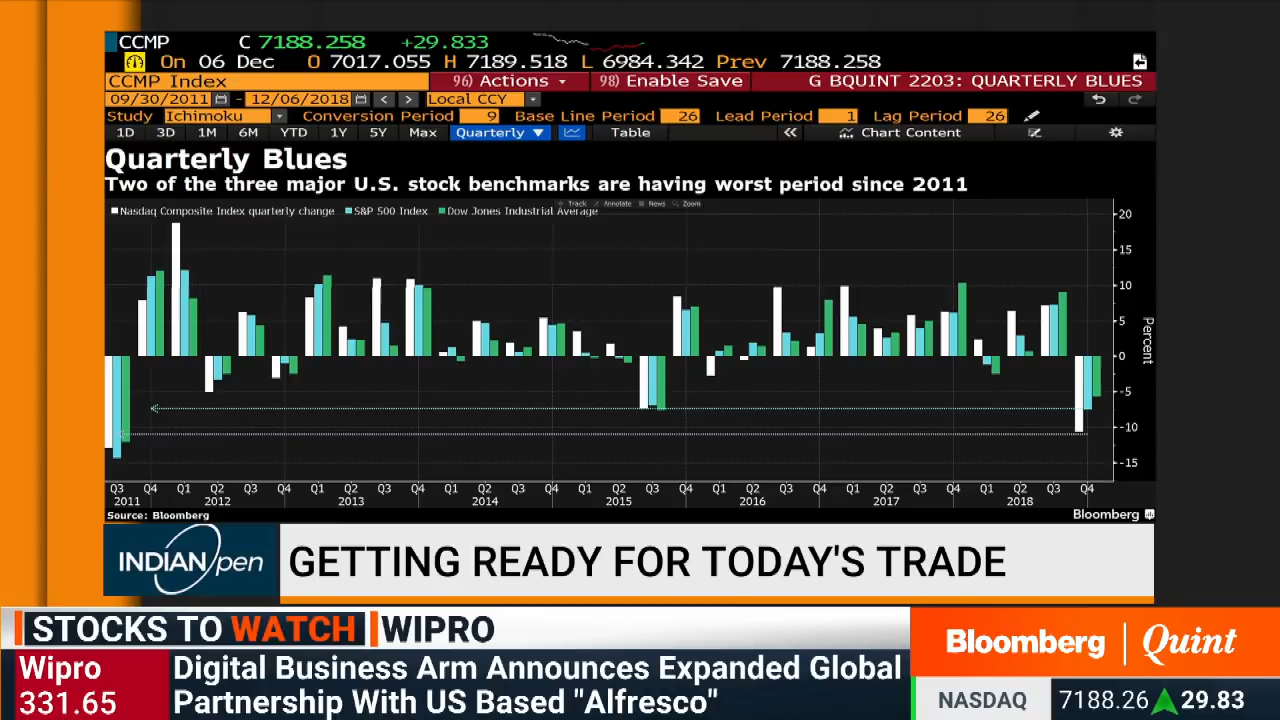 CCMP C 7188.258 +29.833
On 06 Dec O 7017.055 H 7189.518 L 6984.342 Prev 7188.258
CCMP Index 96) Actions 98) Enable Save G BQUINT 2203: QUARTERLY BLUES
09/30/2011 - 12/06/2018 < > Local CCY
Study Ichimoku Conversion Period 9 Base Line Period 26 Lead Period 1 Lag Period 26
1D 3D 1M 6M YTD 1Y 5Y Max Quarterly ▼ Table « Chart Content
Quarterly Blues
Two of the three major U.S. stock benchmarks are having worst period since 2011
Track Annotate News Zoom
Nasdaq Composite Index quarterly change S&P 500 Index Dow Jones Industrial Average
20
15
10
5
0
-5
-10
-15
Percent
Q3 Q4 Q1 Q2 Q3 Q4 Q1 Q2 Q3 Q4 Q1 Q2 Q3 Q4 Q1 Q2 Q3 Q4 Q1 Q2 Q3 Q4 Q1 Q2 Q3 Q4 Q1 Q2 Q3 Q4
2011 2012 2013 2014 2015 2016 2017 2018
Source: Bloomberg Bloomberg
INDIAN Open GETTING READY FOR TODAY'S TRADE
STOCKS TO WATCH WIPRO
Wipro
331.65
Digital Business Arm Announces Expanded Global
Partnership With US Based "Alfresco"
Bloomberg | Quint
NASDAQ 7188.26 ▲ 29.83